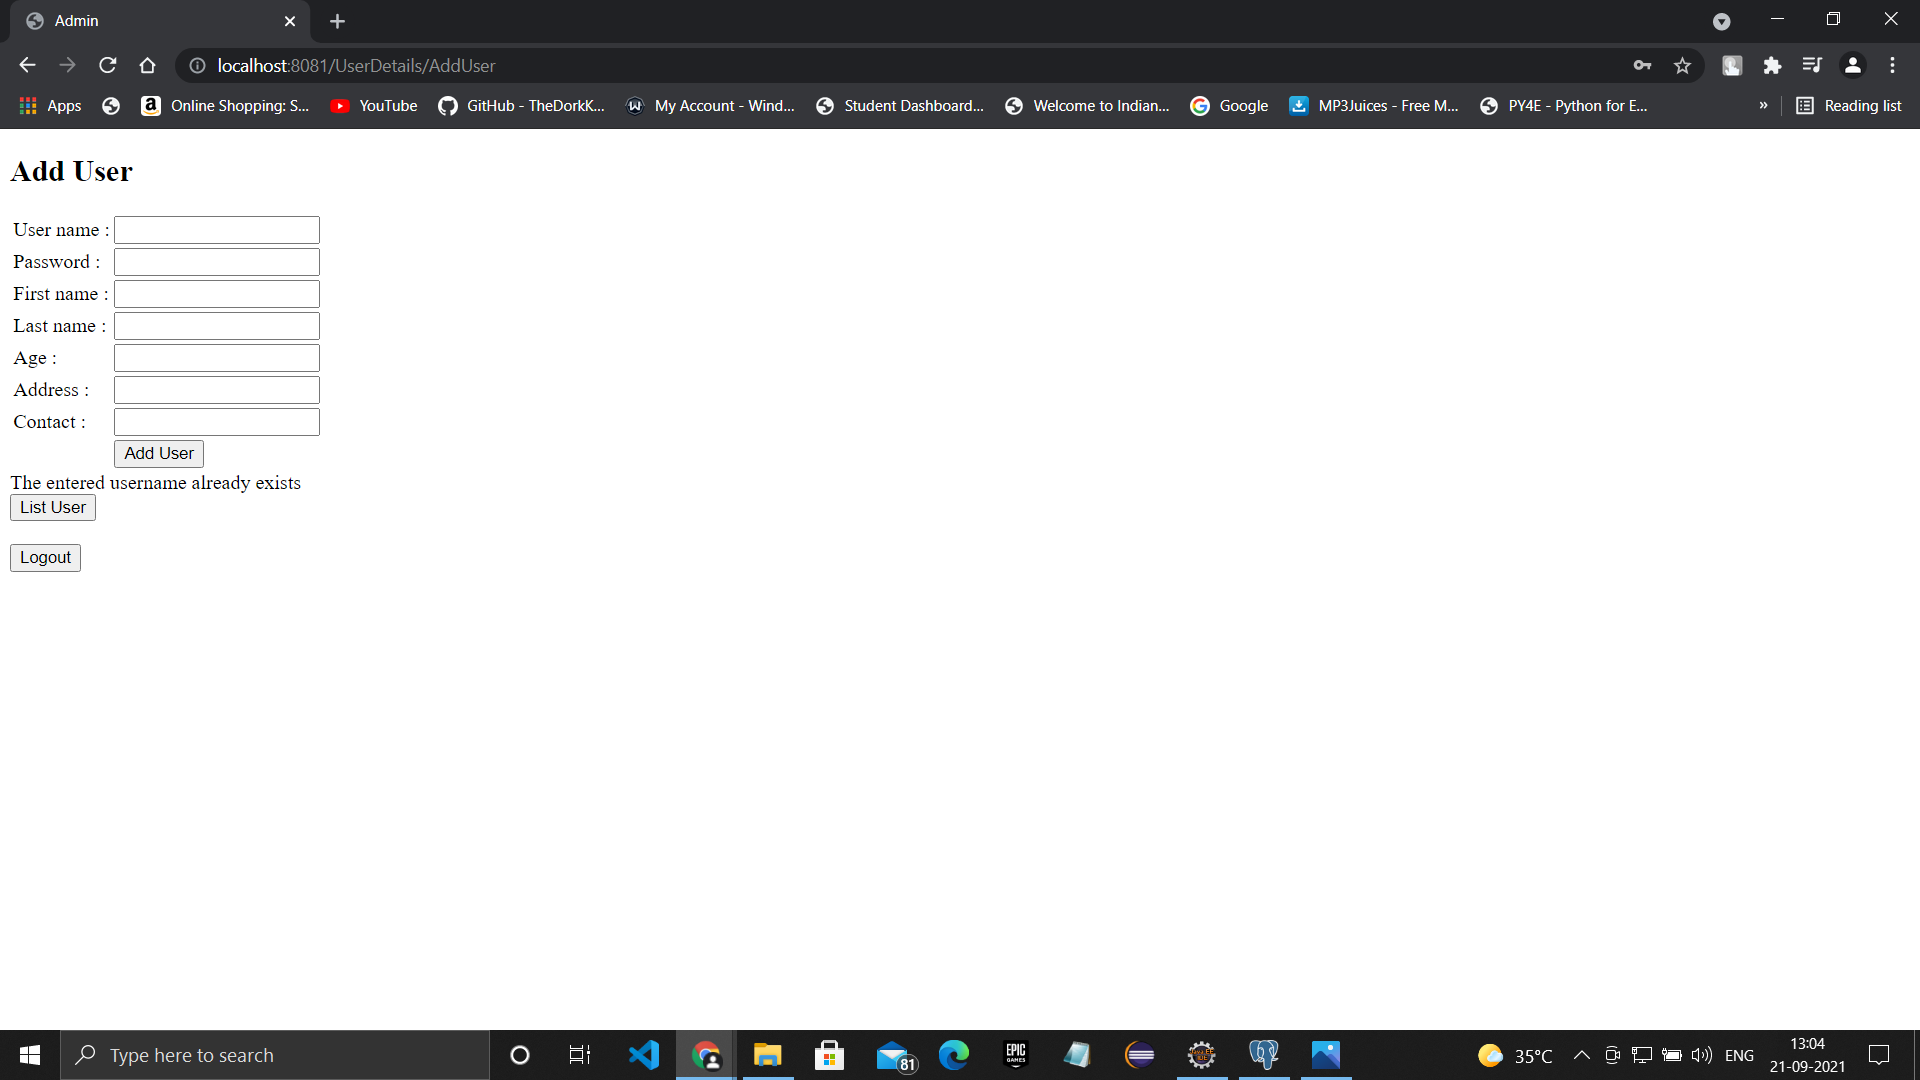 Admin
localhost:8081/UserDetails/AddUser
Apps Online Shopping: S... YouTube GitHub - TheDorkK... My Account - Wind... Student Dashboard... Welcome to Indian... Google MP3Juices - Free M... PY4E - Python for E... » Reading list
Add User
User name :
Password :
First name :
Last name :
Age :
Address :
Contact :
Add User
The entered username already exists
List User
Logout
Type here to search 81 EPIC GAMES 35°C ENG 13:04
21-09-2021